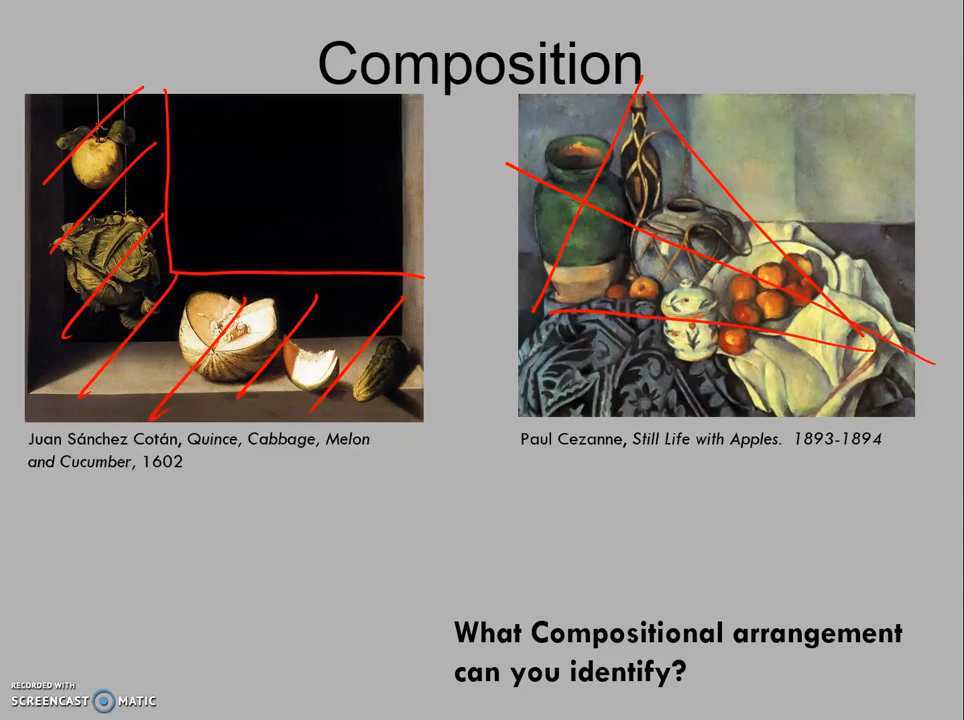 Composition
Juan Sánchez Cotán, Quince, Cabbage, Melon
and Cucumber, 1602
Paul Cezanne, Still Life with Apples. 1893-1894
What Compositional arrangement
can you identify?
RECORDED WITH
SCREENCAST MATIC